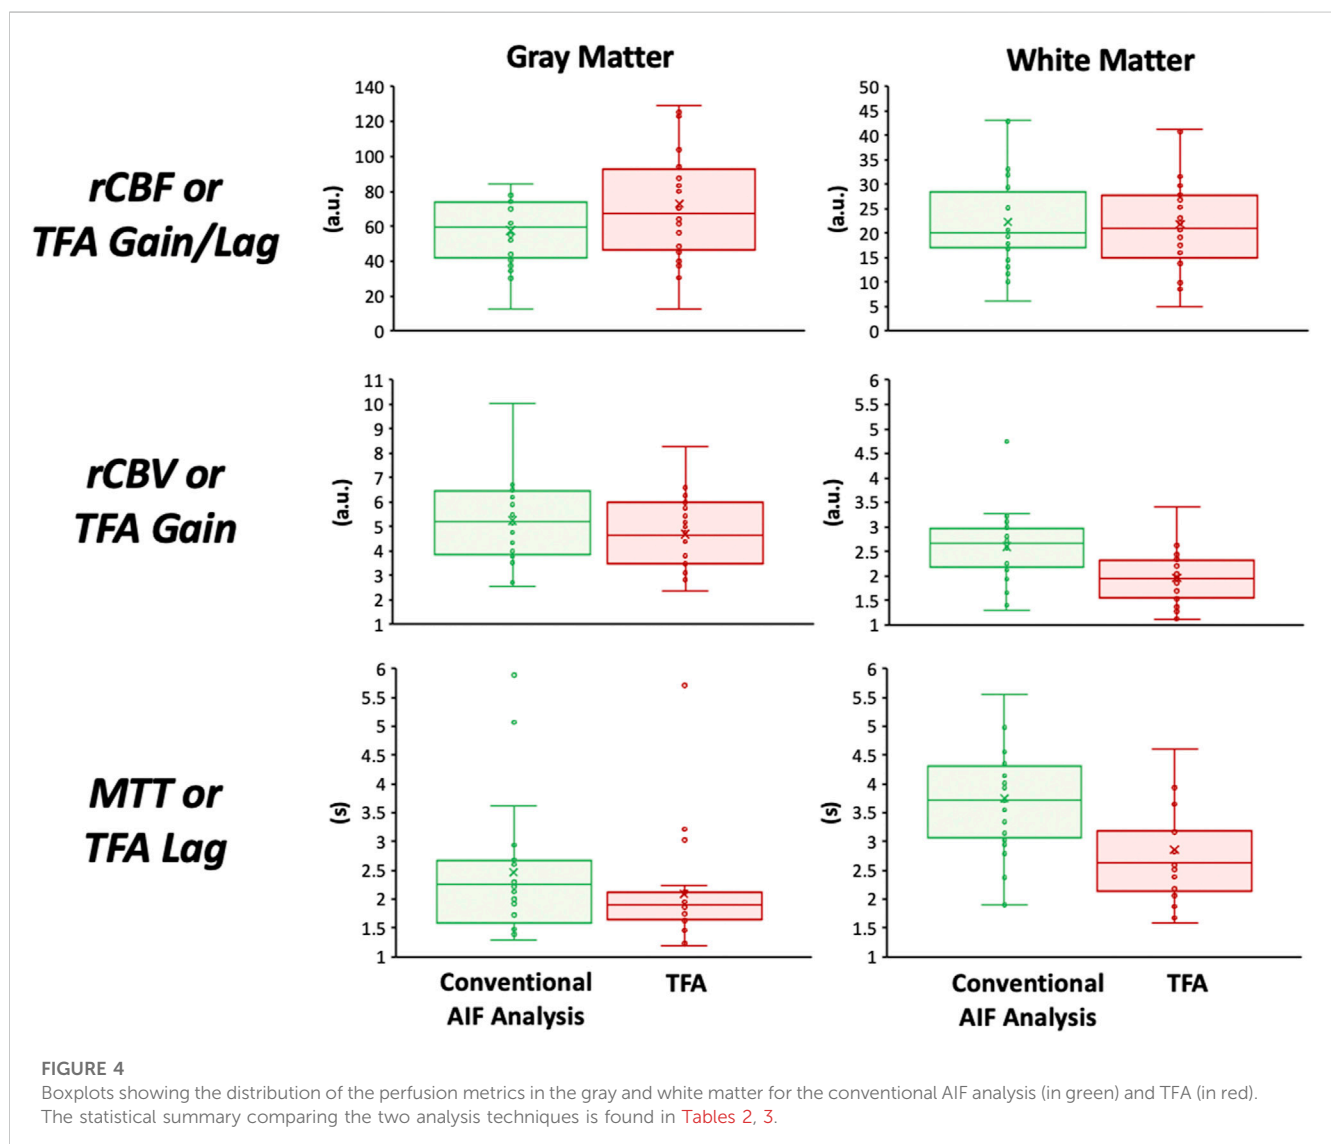 Gray Matter
White Matter
rCBF or
TFA Gain/Lag
(a.u.)
140
120
100
80
60
40
20
0
(a.u.)
50
45
40
35
30
25
20
15
10
5
0
rCBV or
TFA Gain
(a.u.)
11
10
9
8
7
6
5
4
3
2
1
(a.u.)
6
5.5
5
4.5
4
3.5
3
2.5
2
1.5
1
MTT or
TFA Lag
(s)
6
5.5
5
4.5
4
3.5
3
2.5
2
1.5
1
(s)
6
5.5
5
4.5
4
3.5
3
2.5
2
1.5
1
Conventional
AIF Analysis
TFA
Conventional
AIF Analysis
TFA
FIGURE 4
Boxplots showing the distribution of the perfusion metrics in the gray and white matter for the conventional AIF analysis (in green) and TFA (in red).
The statistical summary comparing the two analysis techniques is found in Tables 2, 3.